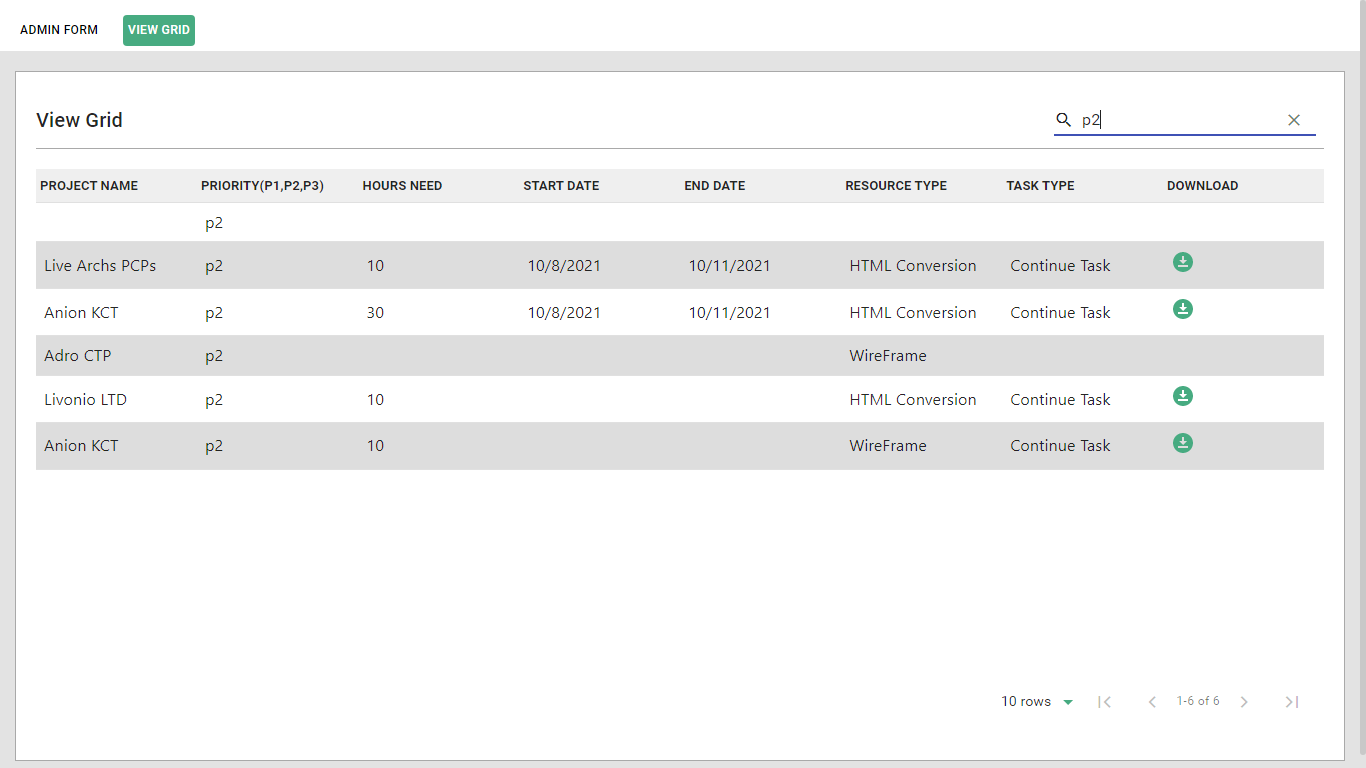 ADMIN FORM VIEW GRID
View Grid p2
PROJECT NAME PRIORITY(P1,P2,P3) HOURS NEED START DATE END DATE RESOURCE TYPE TASK TYPE DOWNLOAD
p2
Live Archs PCPs p2 10 10/8/2021 10/11/2021 HTML Conversion Continue Task
Anion KCT p2 30 10/8/2021 10/11/2021 HTML Conversion Continue Task
Adro CTP p2 WireFrame
Livonio LTD p2 10 HTML Conversion Continue Task
Anion KCT p2 10 WireFrame Continue Task
10 rows 1-6 of 6